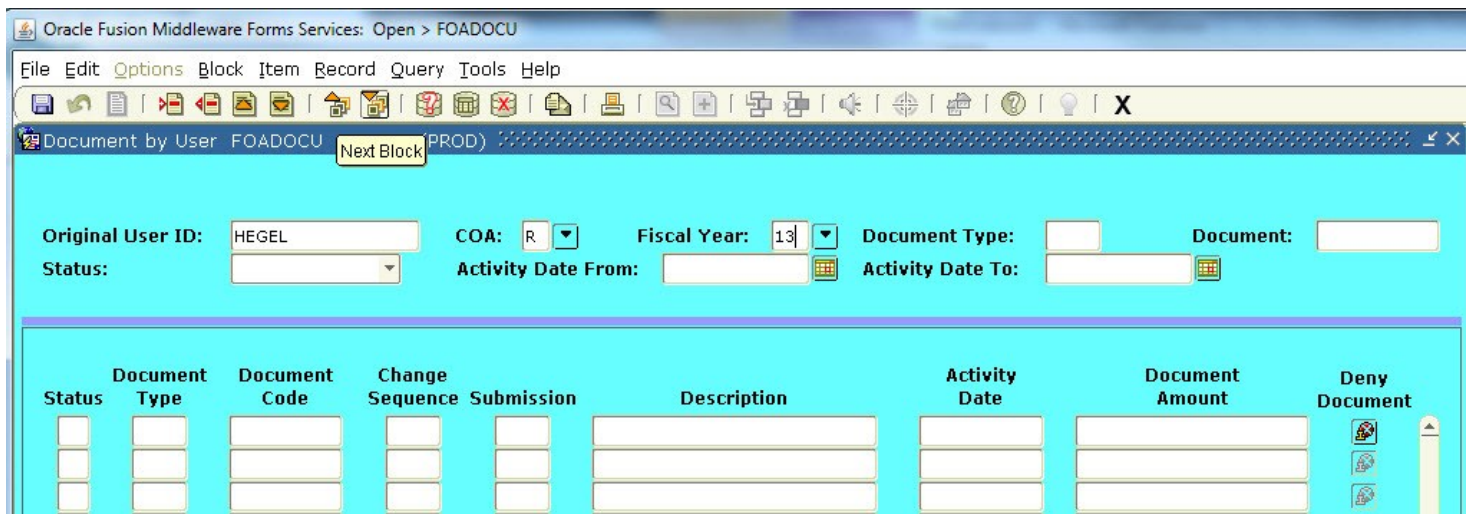 Oracle Fusion Middleware Forms Services: Open > FOADOCU
File Edit Options Block Item Record Query Tools Help
X
Document by User FOADOCU PROD)
Next Block
Original User ID: HEGEL COA: R Fiscal Year: 13 Document Type: Document:
Status: Activity Date From: Activity Date To:
Document Document Change Activity Document Deny
Status Type Code Sequence Submission Description Date Amount Document